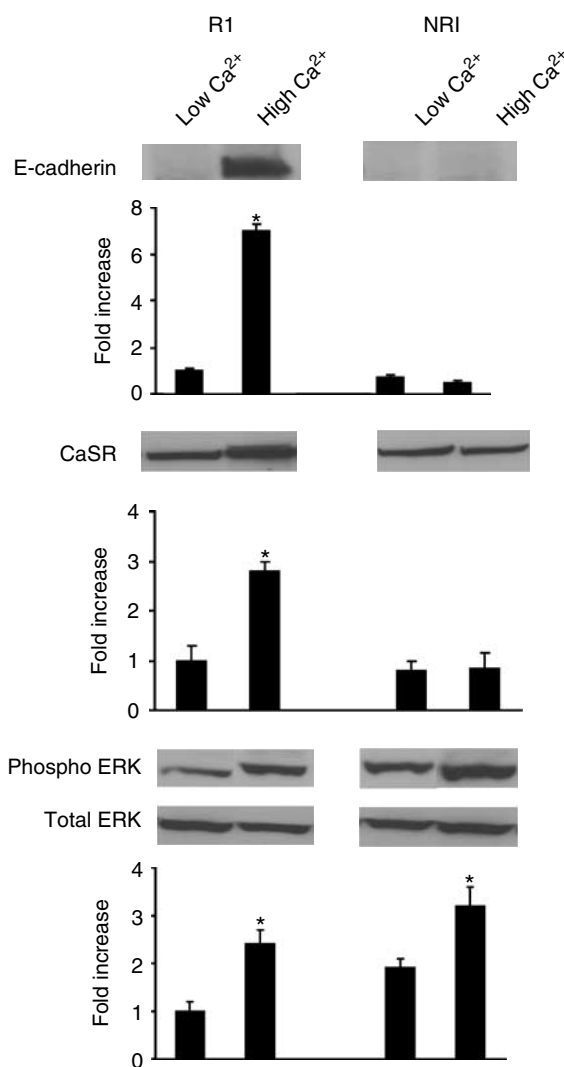 R1 NRI
Low Ca²⁺ High Ca²⁺ Low Ca²⁺ High Ca²⁺
E-cadherin
8
*
6
4
2
0
Fold increase
CaSR
4
*
3
2
1
0
Fold increase
Phospho ERK
Total ERK
4
*
*
3
2
1
0
Fold increase